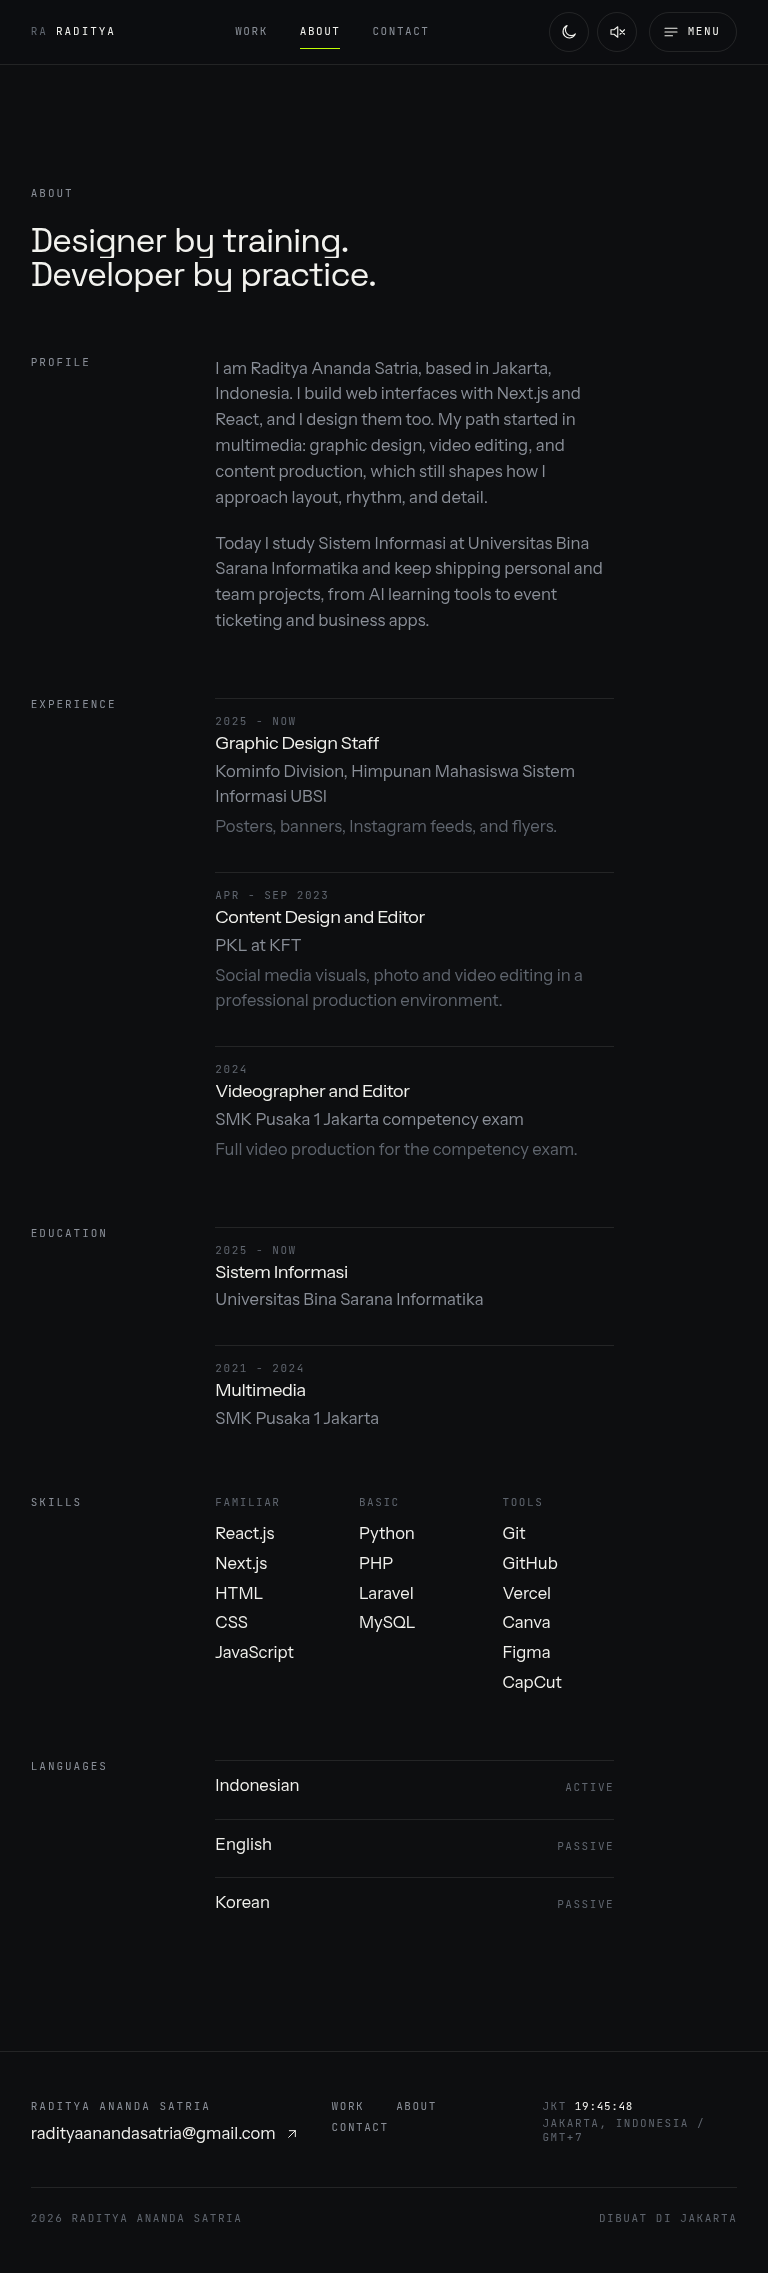 RA RADITYA
WORK ABOUT CONTACT
MENU
ABOUT
Designer by training.
Developer by practice.
PROFILE
I am Raditya Ananda Satria, based in Jakarta,
Indonesia. I build web interfaces with Next.js and
React, and I design them too. My path started in
multimedia: graphic design, video editing, and
content production, which still shapes how I
approach layout, rhythm, and detail.
Today I study Sistem Informasi at Universitas Bina
Sarana Informatika and keep shipping personal and
team projects, from AI learning tools to event
ticketing and business apps.
EXPERIENCE
2025 - NOW
Graphic Design Staff
Kominfo Division, Himpunan Mahasiswa Sistem
Informasi UBSI
Posters, banners, Instagram feeds, and flyers.
APR - SEP 2023
Content Design and Editor
PKL at KFT
Social media visuals, photo and video editing in a
professional production environment.
2024
Videographer and Editor
SMK Pusaka 1 Jakarta competency exam
Full video production for the competency exam.
EDUCATION
2025 - NOW
Sistem Informasi
Universitas Bina Sarana Informatika
2021 - 2024
Multimedia
SMK Pusaka 1 Jakarta
SKILLS
FAMILIAR
React.js
Next.js
HTML
CSS
JavaScript
BASIC
Python
PHP
Laravel
MySQL
TOOLS
Git
GitHub
Vercel
Canva
Figma
CapCut
LANGUAGES
Indonesian ACTIVE
English PASSIVE
Korean PASSIVE
RADITYA ANANDA SATRIA
radityaanandasatria@gmail.com
WORK ABOUT
CONTACT
JKT 19:45:48
JAKARTA, INDONESIA /
GMT+7
2026 RADITYA ANANDA SATRIA
DIBUAT DI JAKARTA